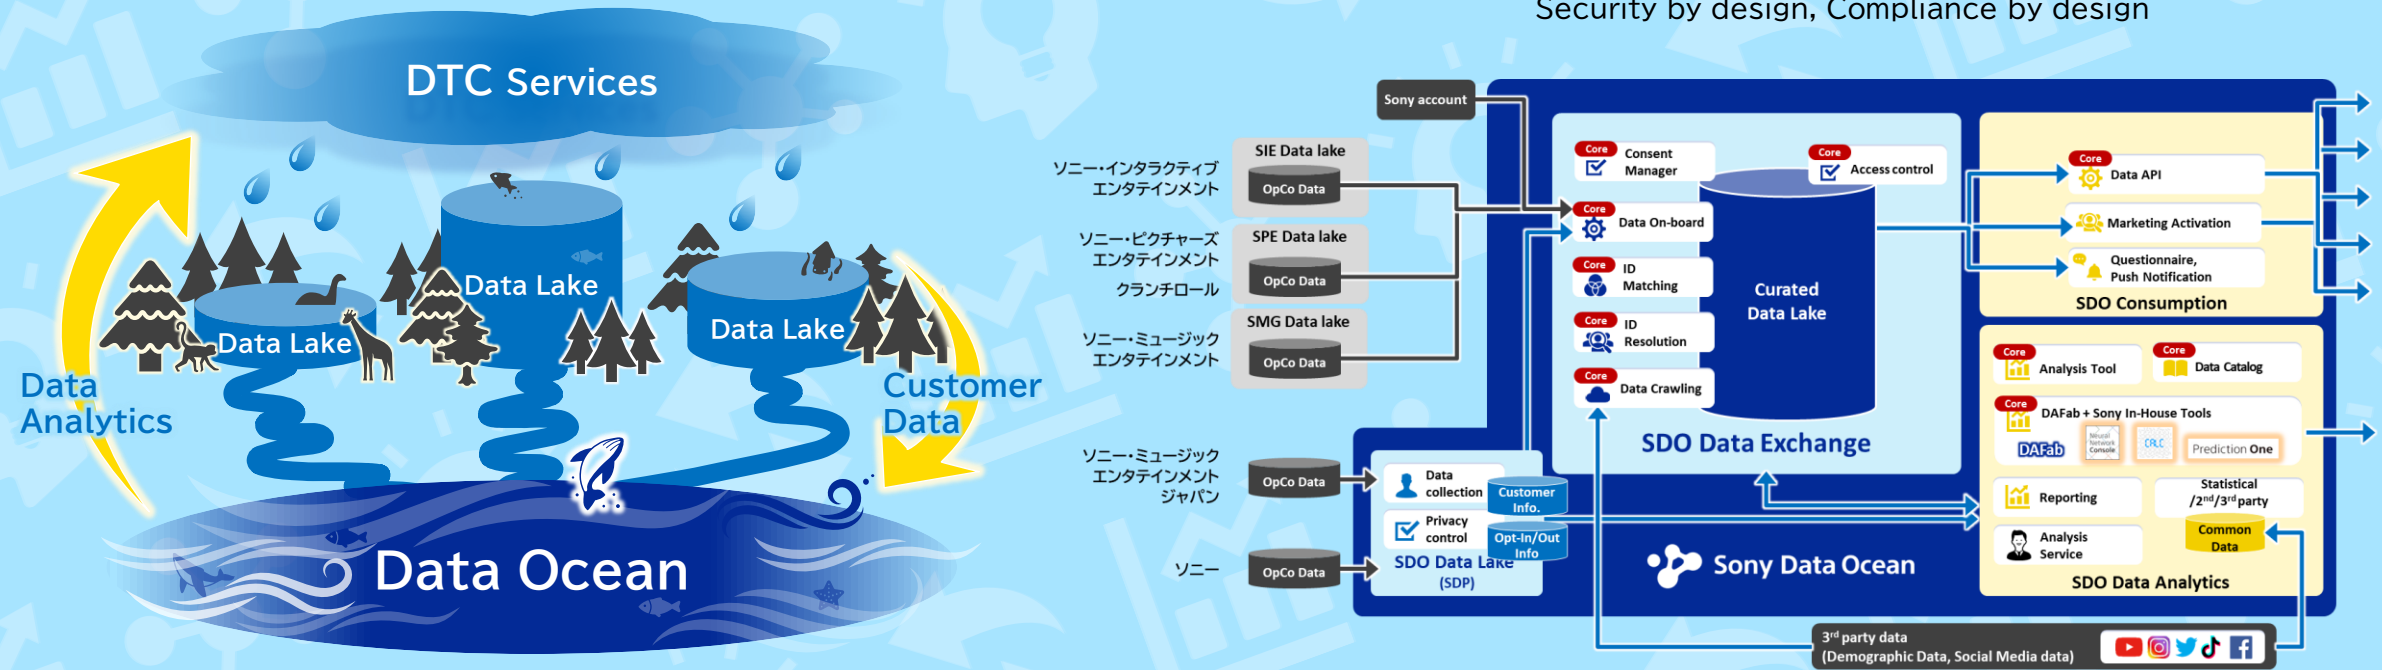 DTC Services
Data Lake
Data Lake
Data Lake
Data
Analytics
Customer
Data
Data Ocean
Security by design, Compliance by design
Sony account
ソニー・インタラクティブ
エンタテインメント
SIE Data lake
OpCo Data
ソニー・ピクチャーズ
エンタテインメント
クランチロール
SPE Data lake
OpCo Data
ソニー・ミュージック
エンタテインメント
SMG Data lake
OpCo Data
ソニー・ミュージック
エンタテインメント
ジャパン
OpCo Data
ソニー
OpCo Data
Data
collection
Customer
Info.
Privacy
control
Opt-In/Out
Info
SDO Data Lake
(SDP)
Core
Consent
Manager
Core
Access control
Core
Data On-board
Core
ID
Matching
Core
ID
Resolution
Core
Data Crawling
Curated
Data Lake
SDO Data Exchange
Sony Data Ocean
Core
Data API
Marketing Activation
Questionnaire,
Push Notification
SDO Consumption
Core
Analysis Tool
Core
Data Catalog
Core
DAFab + Sony In-House Tools
DAFab
Neural
Network
Console
CALC
Prediction One
Reporting
Statistical
/2nd/3rd party
Common
Data
Analysis
Service
SDO Data Analytics
3rd party data
(Demographic Data, Social Media data)